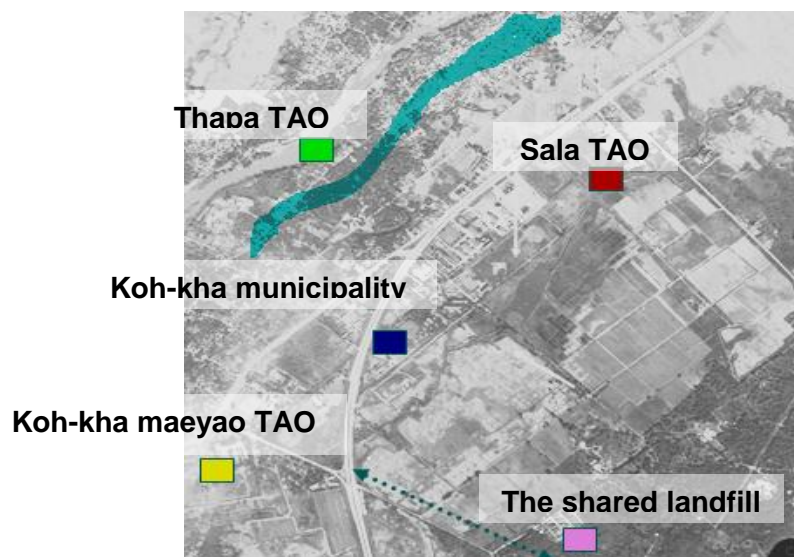 Thapa TAO
Sala TAO
Koh-kha municipality
Koh-kha maeyao TAO
The shared landfill